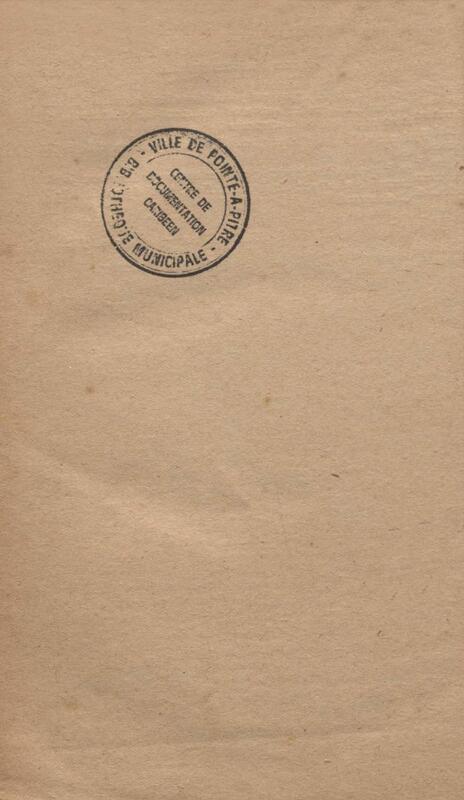 - VILLE DE POINTE-A-PITRE -
BIBLIOTHEQUE MUNICIPALE
CENTRE DE
DOCUMENTATION
CARIBEEN